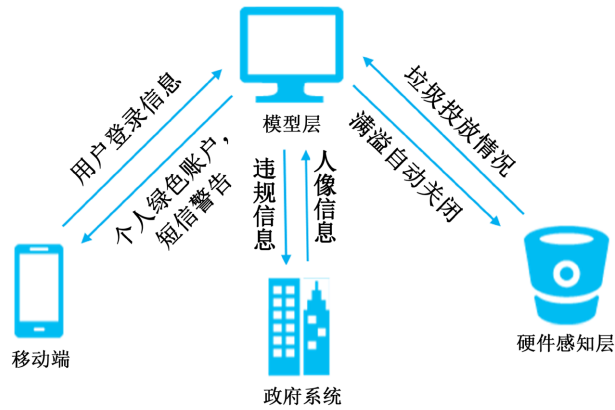 模型层
用户登录信息
个人绿色账户，
短信警告
违规信息
人像信息
垃圾投放情况
满溢自动关闭
移动端
政府系统
硬件感知层